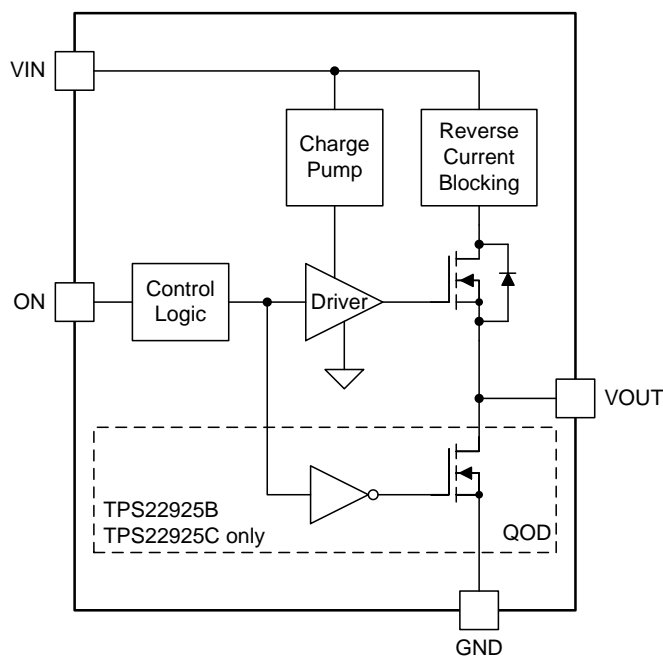 VIN
Charge
Pump
Reverse
Current
Blocking
ON
Control
Logic
Driver
VOUT
TPS22925B
TPS22925C only
QOD
GND